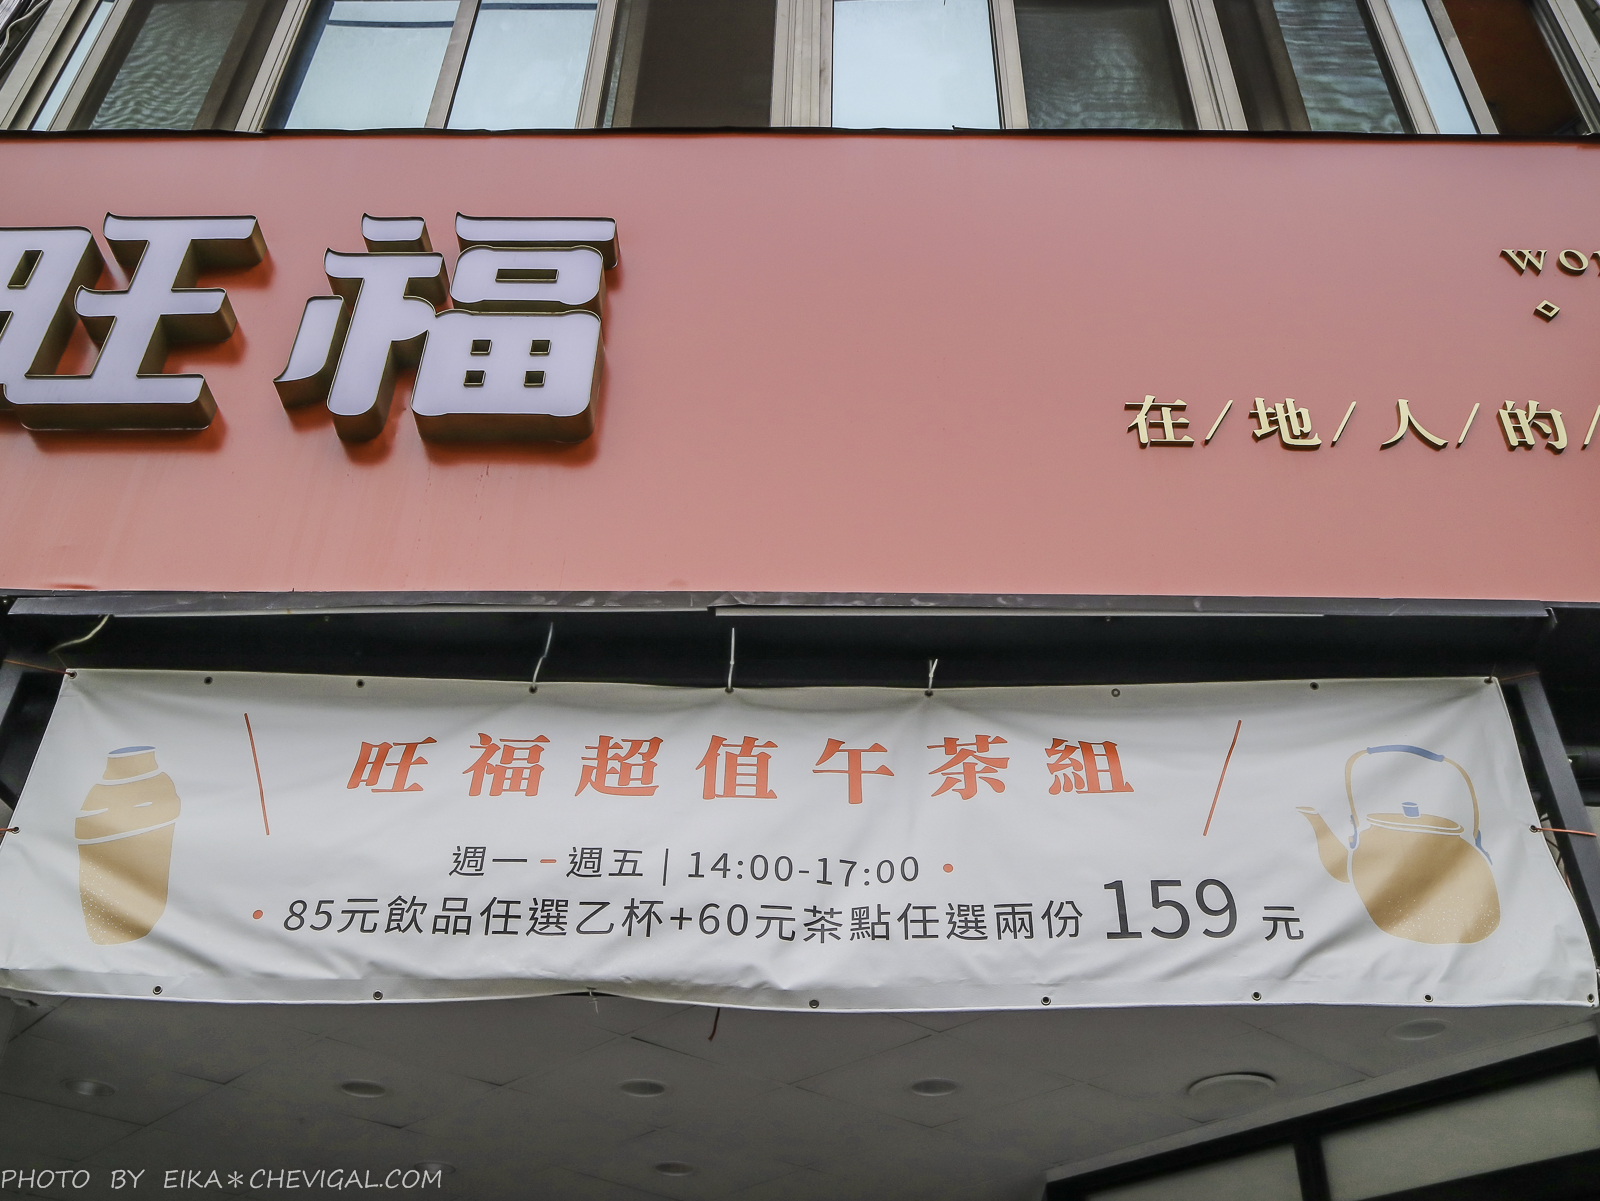 旺福
在/地/人/的/
旺福超值午茶組
週一-週五 | 14:00-17:00
85元飲品任選乙杯+60元茶點任選兩份 159 元
PHOTO BY EIKA*CHEVIGAL.COM